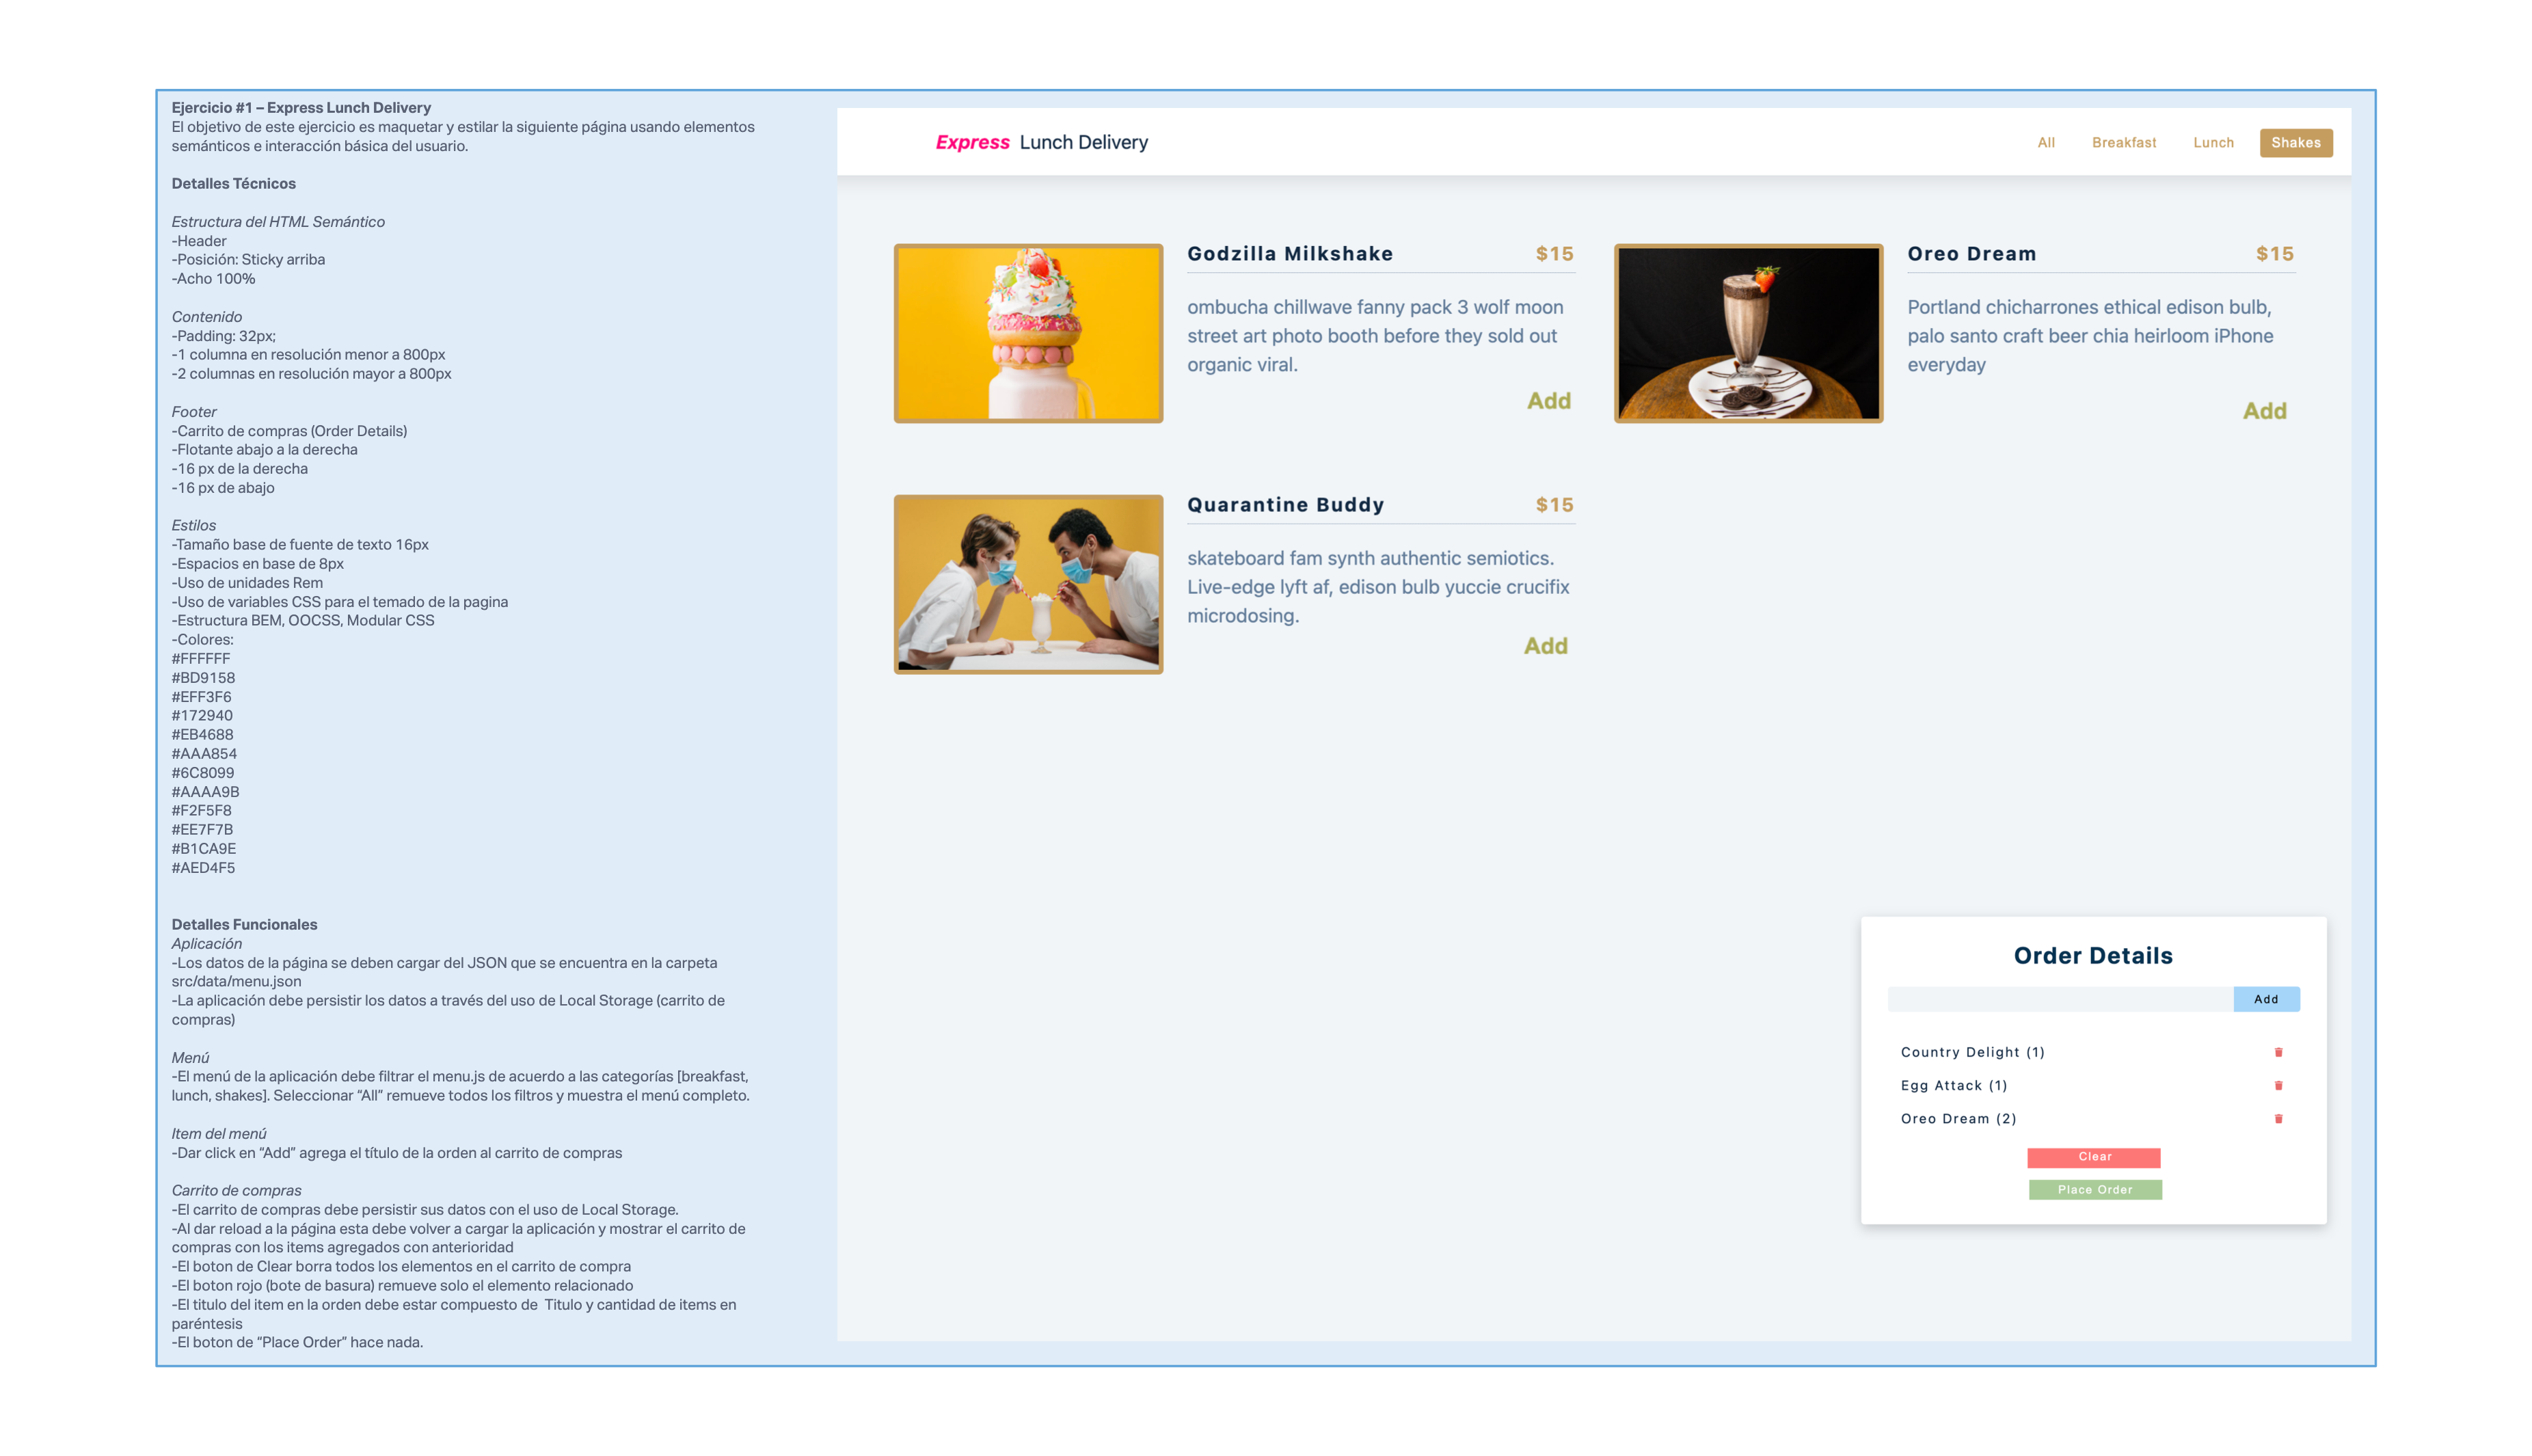 Ejercicio #1 – Express Lunch Delivery
El objetivo de este ejercicio es maquetar y estilar la siguiente página usando elementos
semánticos e interacción básica del usuario.
Detalles Técnicos
Estructura del HTML Semántico
-Header
-Posición: Sticky arriba
-Acho 100%
Contenido
-Padding: 32px;
-1 columna en resolución menor a 800px
-2 columnas en resolución mayor a 800px
Footer
-Carrito de compras (Order Details)
-Flotante abajo a la derecha
-16 px de la derecha
-16 px de abajo
Estilos
-Tamaño base de fuente de texto 16px
-Espacios en base de 8px
-Uso de unidades Rem
-Uso de variables CSS para el temado de la pagina
-Estructura BEM, OOCSS, Modular CSS
-Colores:
#FFFFFF
#BD9158
#EFF3F6
#172940
#EB4688
#AAA854
#6C8099
#AAAA9B
#F2F5F8
#EE7F7B
#B1CA9E
#AED4F5
Detalles Funcionales
Aplicación
-Los datos de la página se deben cargar del JSON que se encuentra en la carpeta
src/data/menu.json
-La aplicación debe persistir los datos a través del uso de Local Storage (carrito de
compras)
Menú
-El menú de la aplicación debe filtrar el menu.js de acuerdo a las categorías [breakfast,
lunch, shakes]. Seleccionar “All” remueve todos los filtros y muestra el menú completo.
Item del menú
-Dar click en “Add” agrega el título de la orden al carrito de compras
Carrito de compras
-El carrito de compras debe persistir sus datos con el uso de Local Storage.
-Al dar reload a la página esta debe volver a cargar la aplicación y mostrar el carrito de
compras con los items agregados con anterioridad
-El boton de Clear borra todos los elementos en el carrito de compra
-El boton rojo (bote de basura) remueve solo el elemento relacionado
-El titulo del item en la orden debe estar compuesto de  Titulo y cantidad de items en
paréntesis
-El boton de “Place Order” hace nada.
Express Lunch Delivery
All Breakfast Lunch Shakes
Godzilla Milkshake $15
ombucha chillwave fanny pack 3 wolf moon
street art photo booth before they sold out
organic viral.
Add
Oreo Dream $15
Portland chicharrones ethical edison bulb,
palo santo craft beer chia heirloom iPhone
everyday
Add
Quarantine Buddy $15
skateboard fam synth authentic semiotics.
Live-edge lyft af, edison bulb yuccie crucifix
microdosing.
Add
Order Details
Add
Country Delight (1)
Egg Attack (1)
Oreo Dream (2)
Clear
Place Order